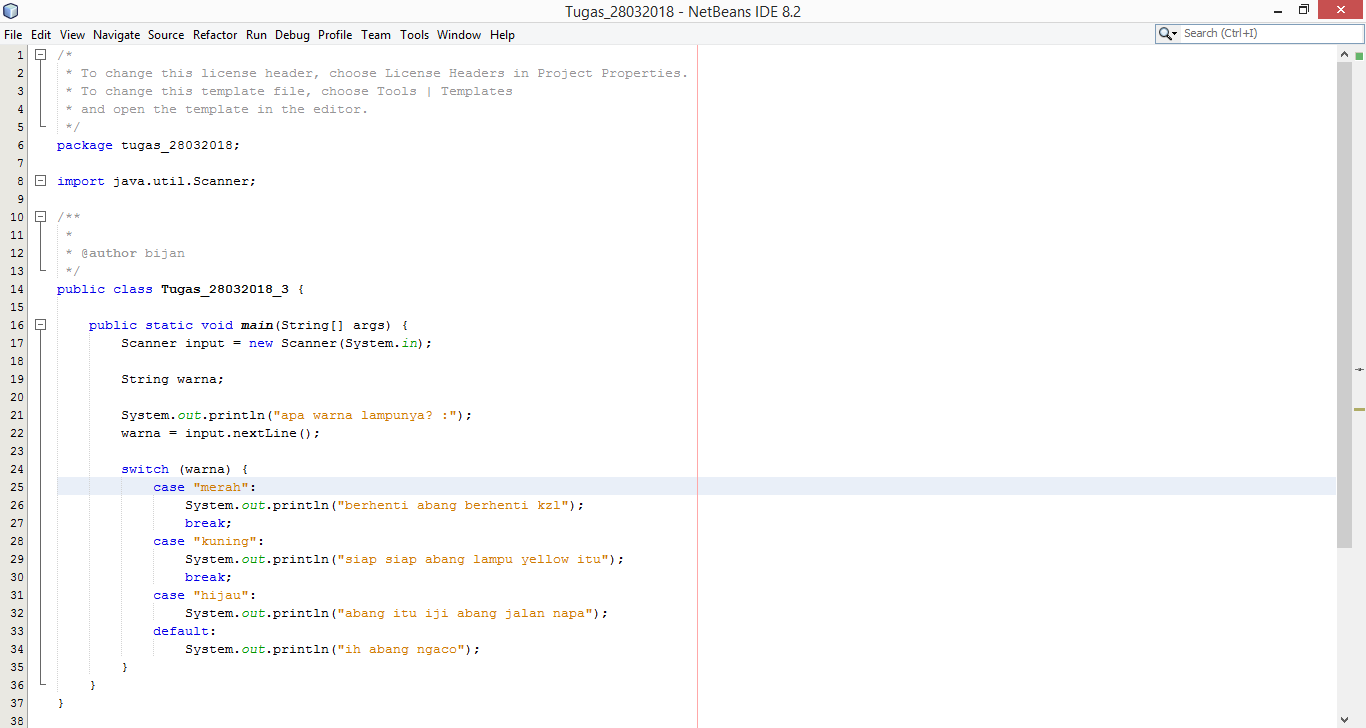 Tugas_28032018 - NetBeans IDE 8.2
File Edit View Navigate Source Refactor Run Debug Profile Team Tools Window Help
Search (Ctrl+I)
1 /*
2 * To change this license header, choose License Headers in Project Properties.
3 * To change this template file, choose Tools | Templates
4 * and open the template in the editor.
5 */
6 package tugas_28032018;
7
8 import java.util.Scanner;
9
10 /**
11 *
12 * @author bijan
13 */
14 public class Tugas_28032018_3 {
15
16 public static void main(String[] args) {
17 Scanner input = new Scanner(System.in);
18
19 String warna;
20
21 System.out.println("apa warna lampunya? :");
22 warna = input.nextLine();
23
24 switch (warna) {
25 case "merah":
26 System.out.println("berhenti abang berhenti kzl");
27 break;
28 case "kuning":
29 System.out.println("siap siap abang lampu yellow itu");
30 break;
31 case "hijau":
32 System.out.println("abang itu iji abang jalan napa");
33 default:
34 System.out.println("ih abang ngaco");
35 }
36 }
37 }
38